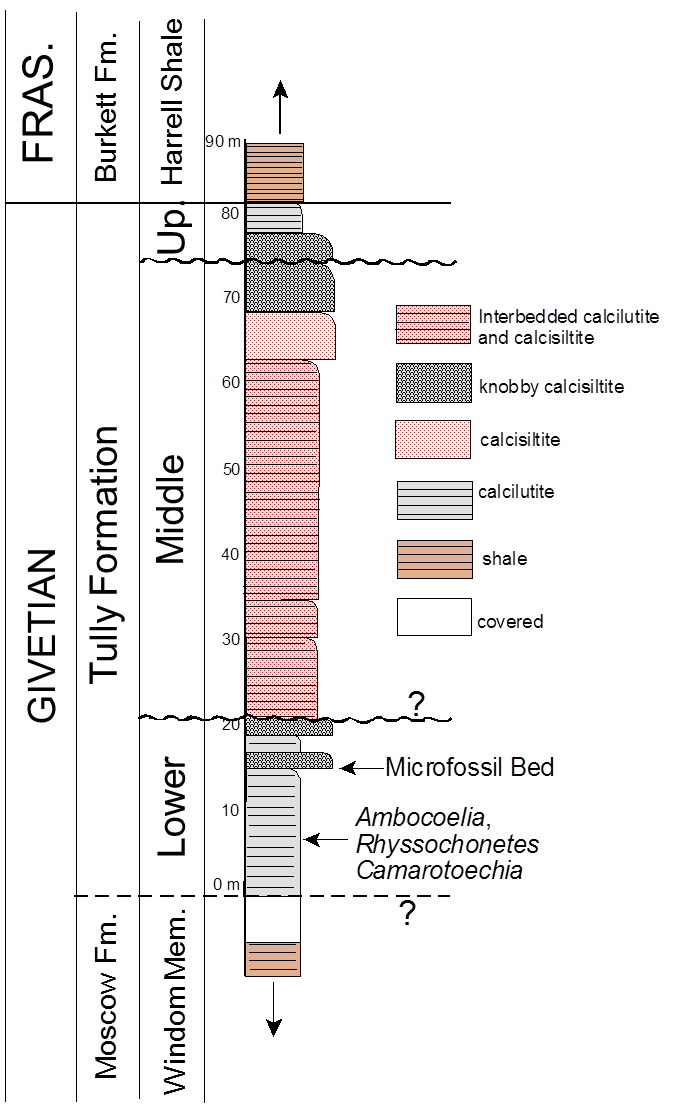 FRAS.
Burkett Fm.
Harrell Shale
90 m
80
Up.
70
60
50
40
30
20
10
0 m
GIVETIAN
Tully Formation
Middle
Lower
Moscow Fm.
Windom Mem.
Interbedded calcilutite
and calcisiltite
knobby calcisiltite
calcisiltite
calcilutite
shale
covered
?
Microfossil Bed
Ambocoelia,
Rhyssochonetes
Camarotoechia
?